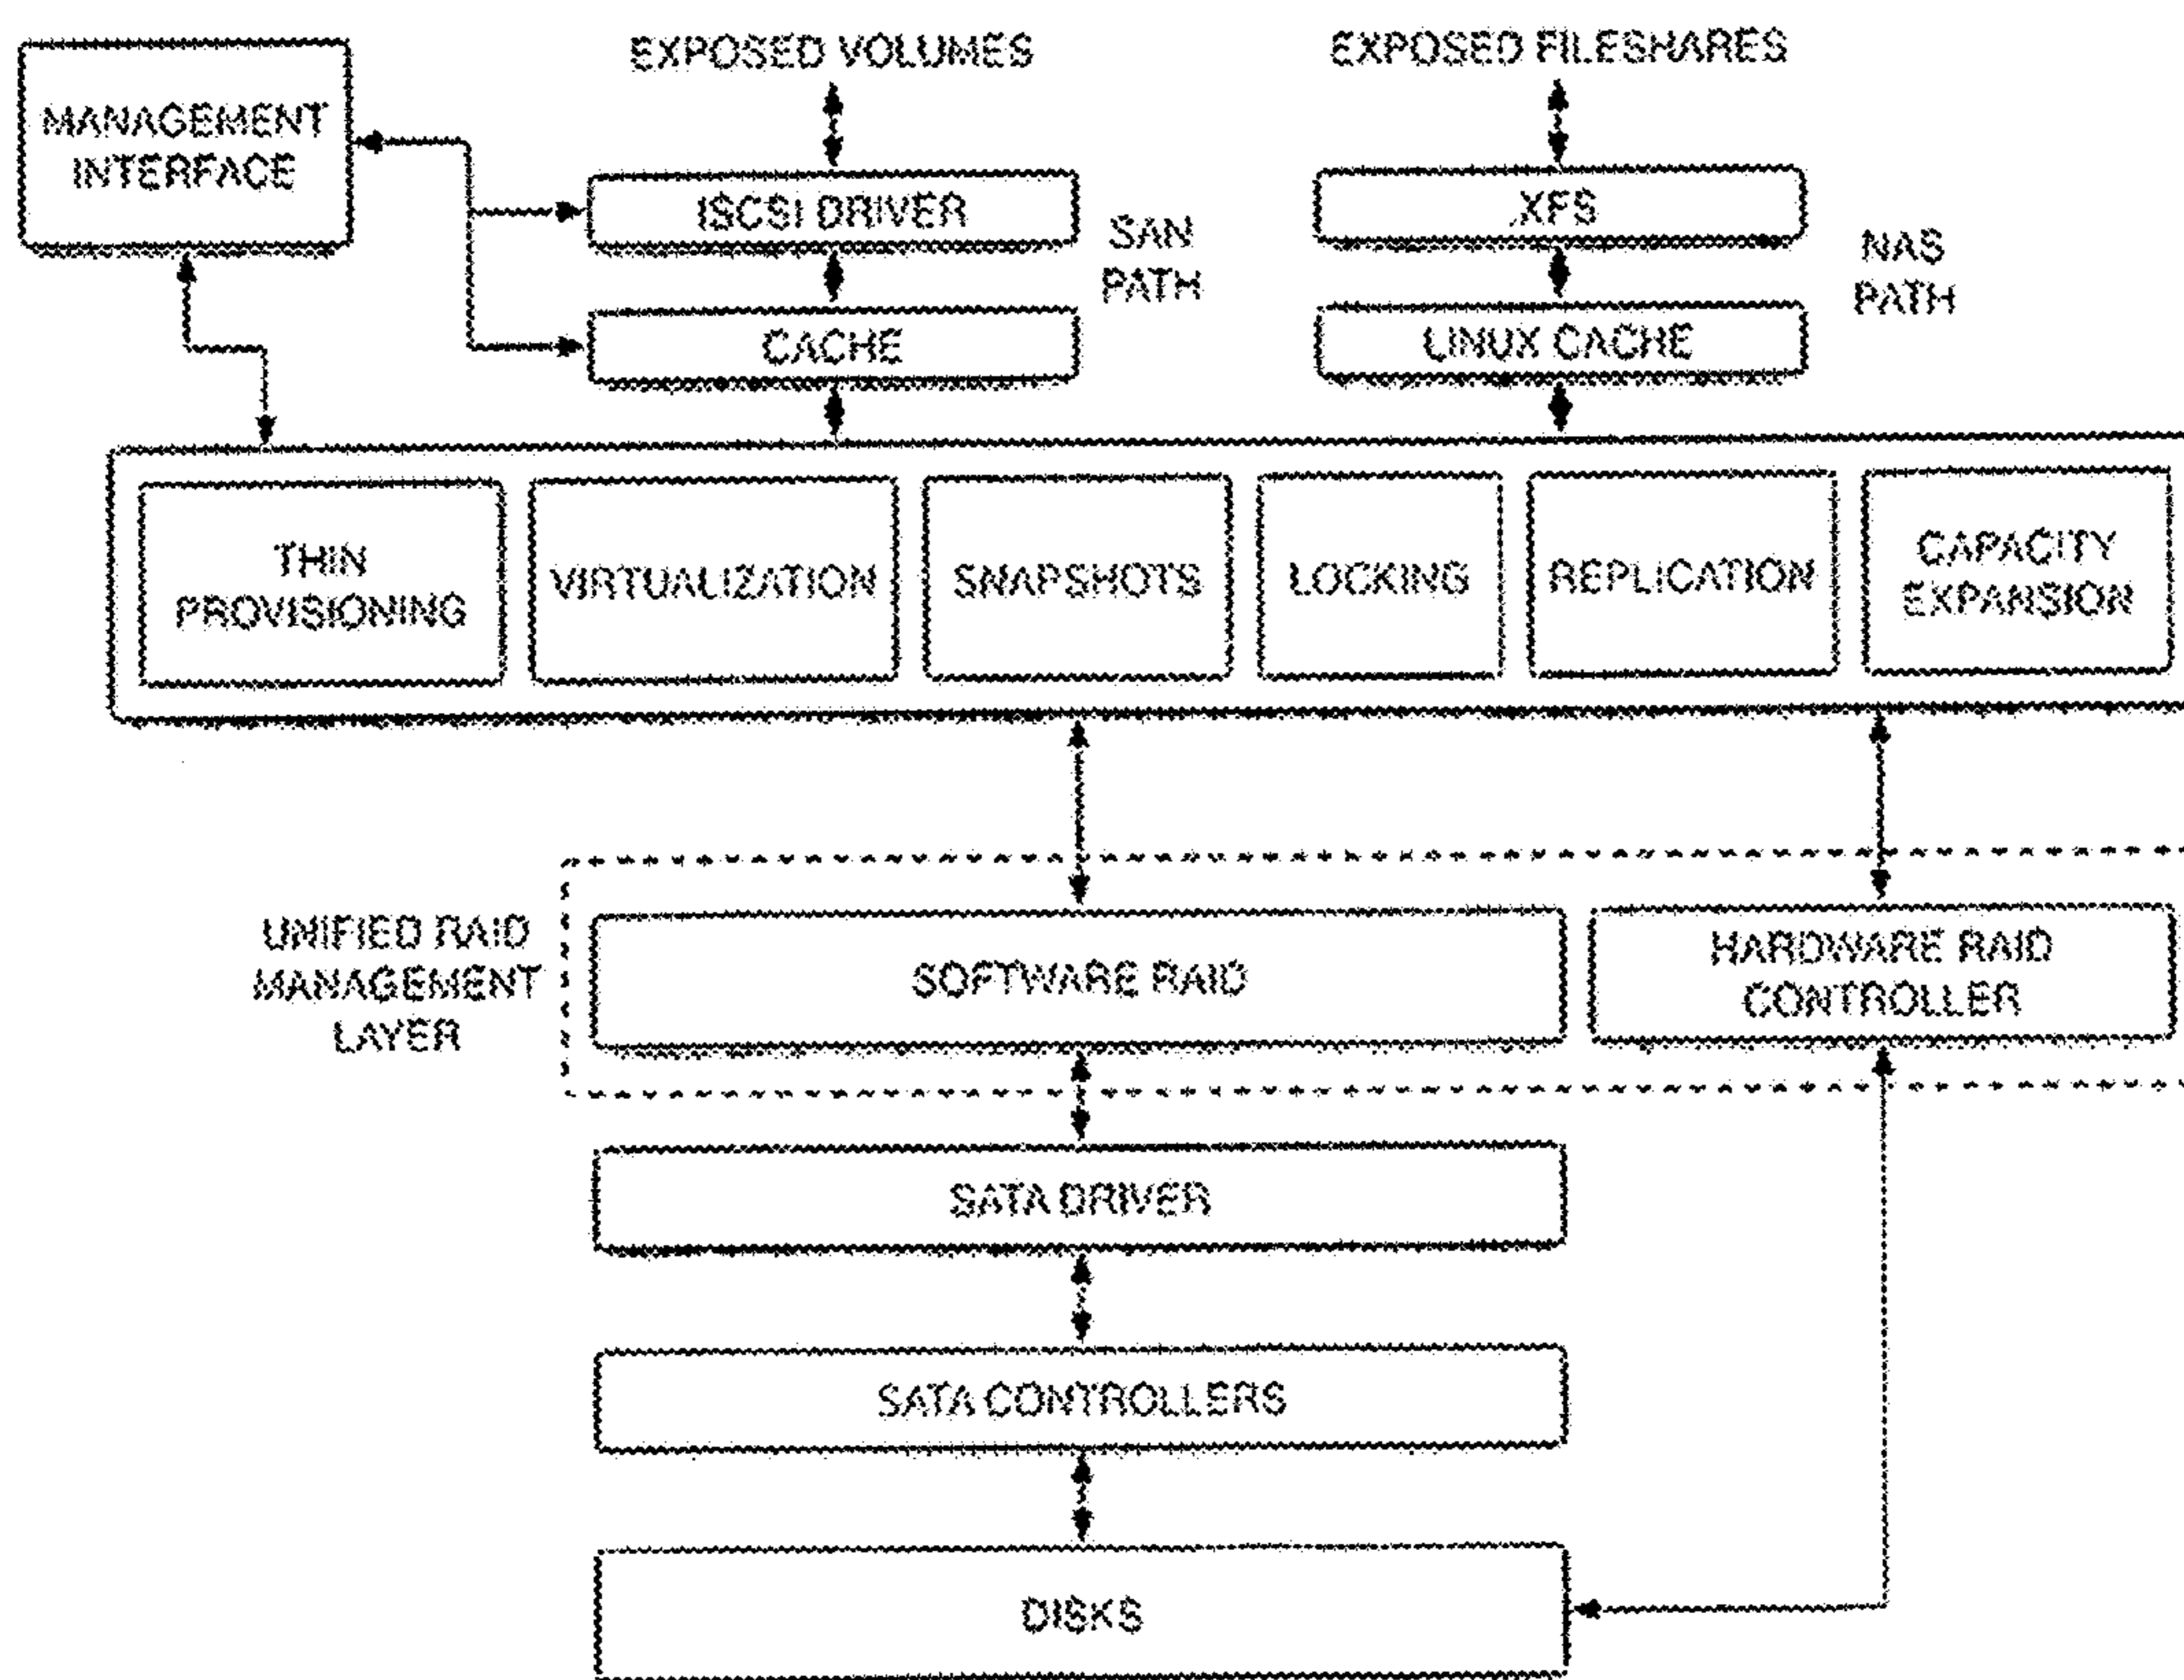 EXPOSED VOLUMES
EXPOSED FILESHARES
MANAGEMENT
INTERFACE
ISCSI DRIVER
XFS
SAN
PATH
NAS
PATH
CACHE
LINUX CACHE
THIN
PROVISIONING
VIRTUALIZATION
SNAPSHOTS
LOCKING
REPLICATION
CAPACITY
EXPANSION
UNIFIED RAID
MANAGEMENT
LAYER
SOFTWARE RAID
HARDWARE RAID
CONTROLLER
SATA DRIVER
SATA CONTROLLERS
DISKS